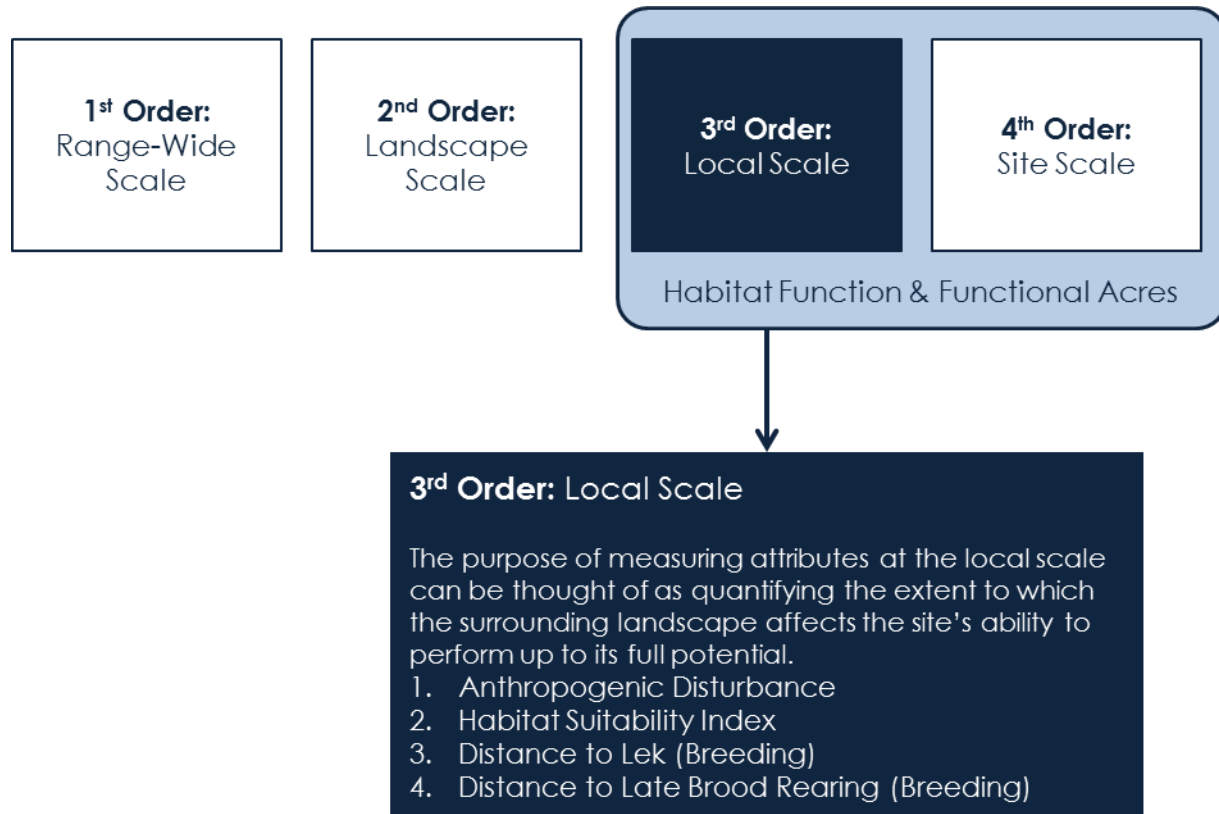 1st Order:
Range-Wide
Scale
2nd Order:
Landscape
Scale
3rd Order:
Local Scale
4th Order:
Site Scale
Habitat Function & Functional Acres
3rd Order: Local Scale
The purpose of measuring attributes at the local scale
can be thought of as quantifying the extent to which
the surrounding landscape affects the site’s ability to
perform up to its full potential.
1. Anthropogenic Disturbance
2. Habitat Suitability Index
3. Distance to Lek (Breeding)
4. Distance to Late Brood Rearing (Breeding)